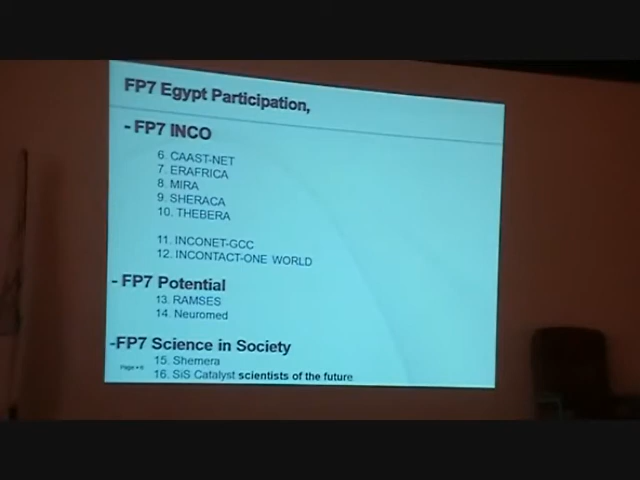 FP7 Egypt Participation,
- FP7 INCO
6. CAAST-NET
7. ERAFRICA
8. MIRA
9. SHERACA
10. THEBERA
11. INCONET-GCC
12. INCONTACT-ONE WORLD
- FP7 Potential
13. RAMSES
14. Neuromed
-FP7 Science in Society
15. Shemera
Page • 6
16. SiS Catalyst scientists of the future